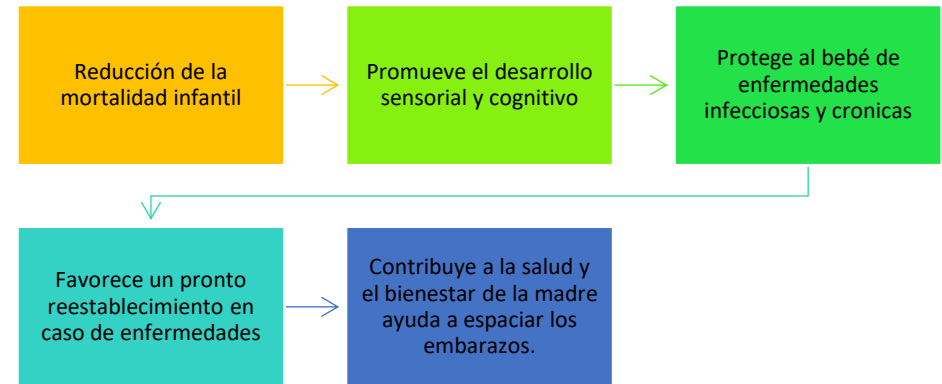 Reducción de la
mortalidad infantil
Promueve el desarrollo
sensorial y cognitivo
Protege al bebé de
enfermedades
infecciosas y cronicas
Favorece un pronto
reestablecimiento en
caso de enfermedades
Contribuye a la salud y
el bienestar de la madre
ayuda a espaciar los
embarazos.